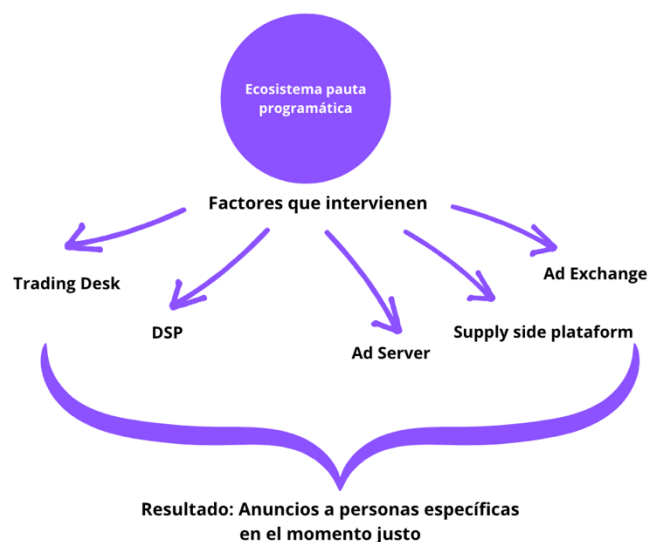 Ecosistema pauta
programática
Factores que intervienen
Trading Desk
DSP
Ad Server
Supply side plataform
Ad Exchange
Resultado: Anuncios a personas específicas
en el momento justo